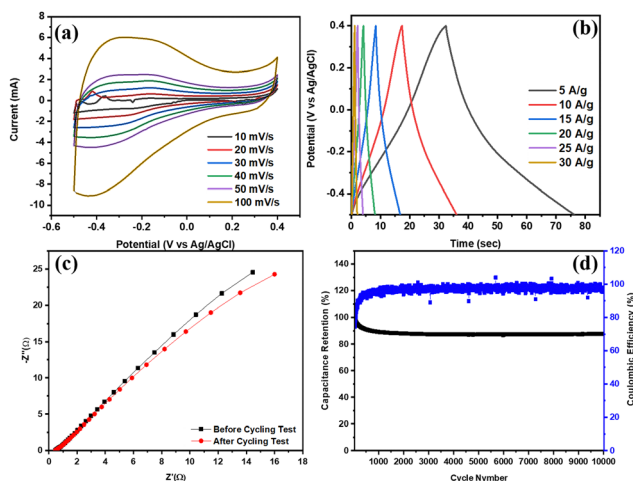 (a)
Current (mA)
6
4
2
0
-2
-4
-6
-8
-10
10 mV/s
20 mV/s
30 mV/s
40 mV/s
50 mV/s
100 mV/s
-0.6 -0.4 -0.2 0.0 0.2 0.4
Potential (V vs Ag/AgCl)
(b)
Potential (V vs Ag/AgCl)
0.4
0.0
-0.4
5 A/g
10 A/g
15 A/g
20 A/g
25 A/g
30 A/g
0 10 20 30 40 50 60 70 80
Time (sec)
(c)
-Z''(Ω)
25
20
15
10
5
0
Before Cycling Test
After Cycling Test
0 2 4 6 8 10 12 14 16
Z'(Ω)
(d)
Capacitance Retention (%)
140
120
100
80
60
40
20
0
1000 2000 3000 4000 5000 6000 7000 8000 9000 10000
Cycle Nymber
Coulombic Efficiency (%)
120
100
80
60
40
20
0